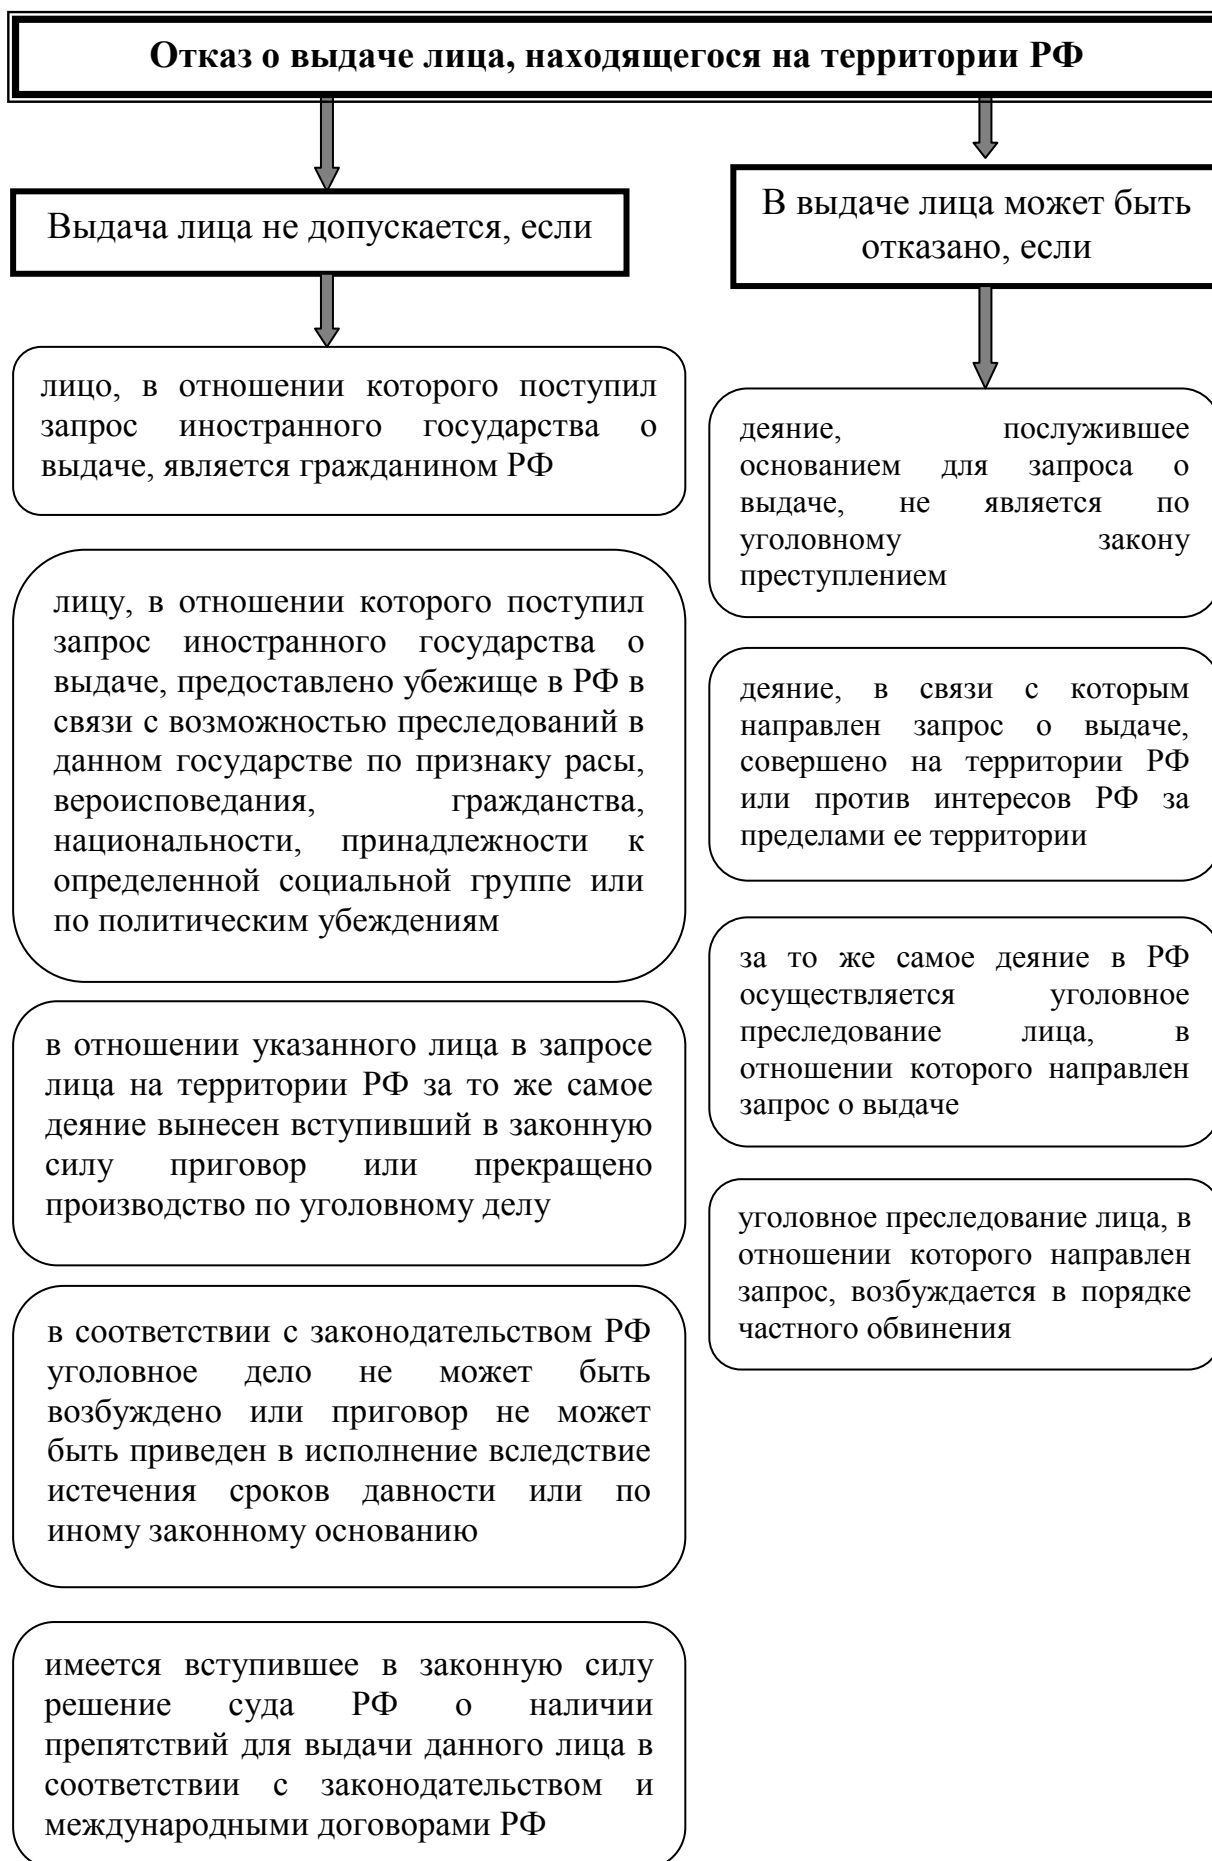 Отказ о выдаче лица, находящегося на территории РФ
Выдача лица не допускается, если
лицо, в отношении которого поступил
запрос иностранного государства о
выдаче, является гражданином РФ
лицу, в отношении которого поступил
запрос иностранного государства о
выдаче, предоставлено убежище в РФ в
связи с возможностью преследований в
данном государстве по признаку расы,
вероисповедания, гражданства,
национальности, принадлежности к
определенной социальной группе или
по политическим убеждениям
в отношении указанного лица в запросе
лица на территории РФ за то же самое
деяние вынесен вступивший в законную
силу приговор или прекращено
производство по уголовному делу
в соответствии с законодательством РФ
уголовное дело не может быть
возбуждено или приговор не может
быть приведен в исполнение вследствие
истечения сроков давности или по
иному законному основанию
имеется вступившее в законную силу
решение суда РФ о наличии
препятствий для выдачи данного лица в
соответствии с законодательством и
международными договорами РФ
В выдаче лица может быть
отказано, если
деяние, послужившее
основанием для запроса о
выдаче, не является по
уголовному закону
преступлением
деяние, в связи с которым
направлен запрос о выдаче,
совершено на территории РФ
или против интересов РФ за
пределами ее территории
за то же самое деяние в РФ
осуществляется уголовное
преследование лица, в
отношении которого направлен
запрос о выдаче
уголовное преследование лица, в
отношении которого направлен
запрос, возбуждается в порядке
частного обвинения